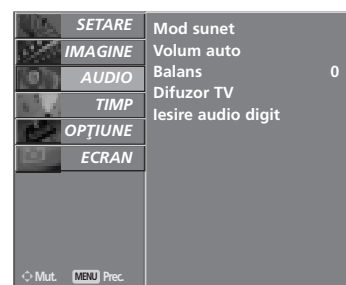 SETARE
IMAGINE
AUDIO
TIMP
OPŢIUNE
ECRAN
Mod sunet
Volum auto
Balans 0
Difuzor TV
Iesire audio digit
Mut. MENU Prec.